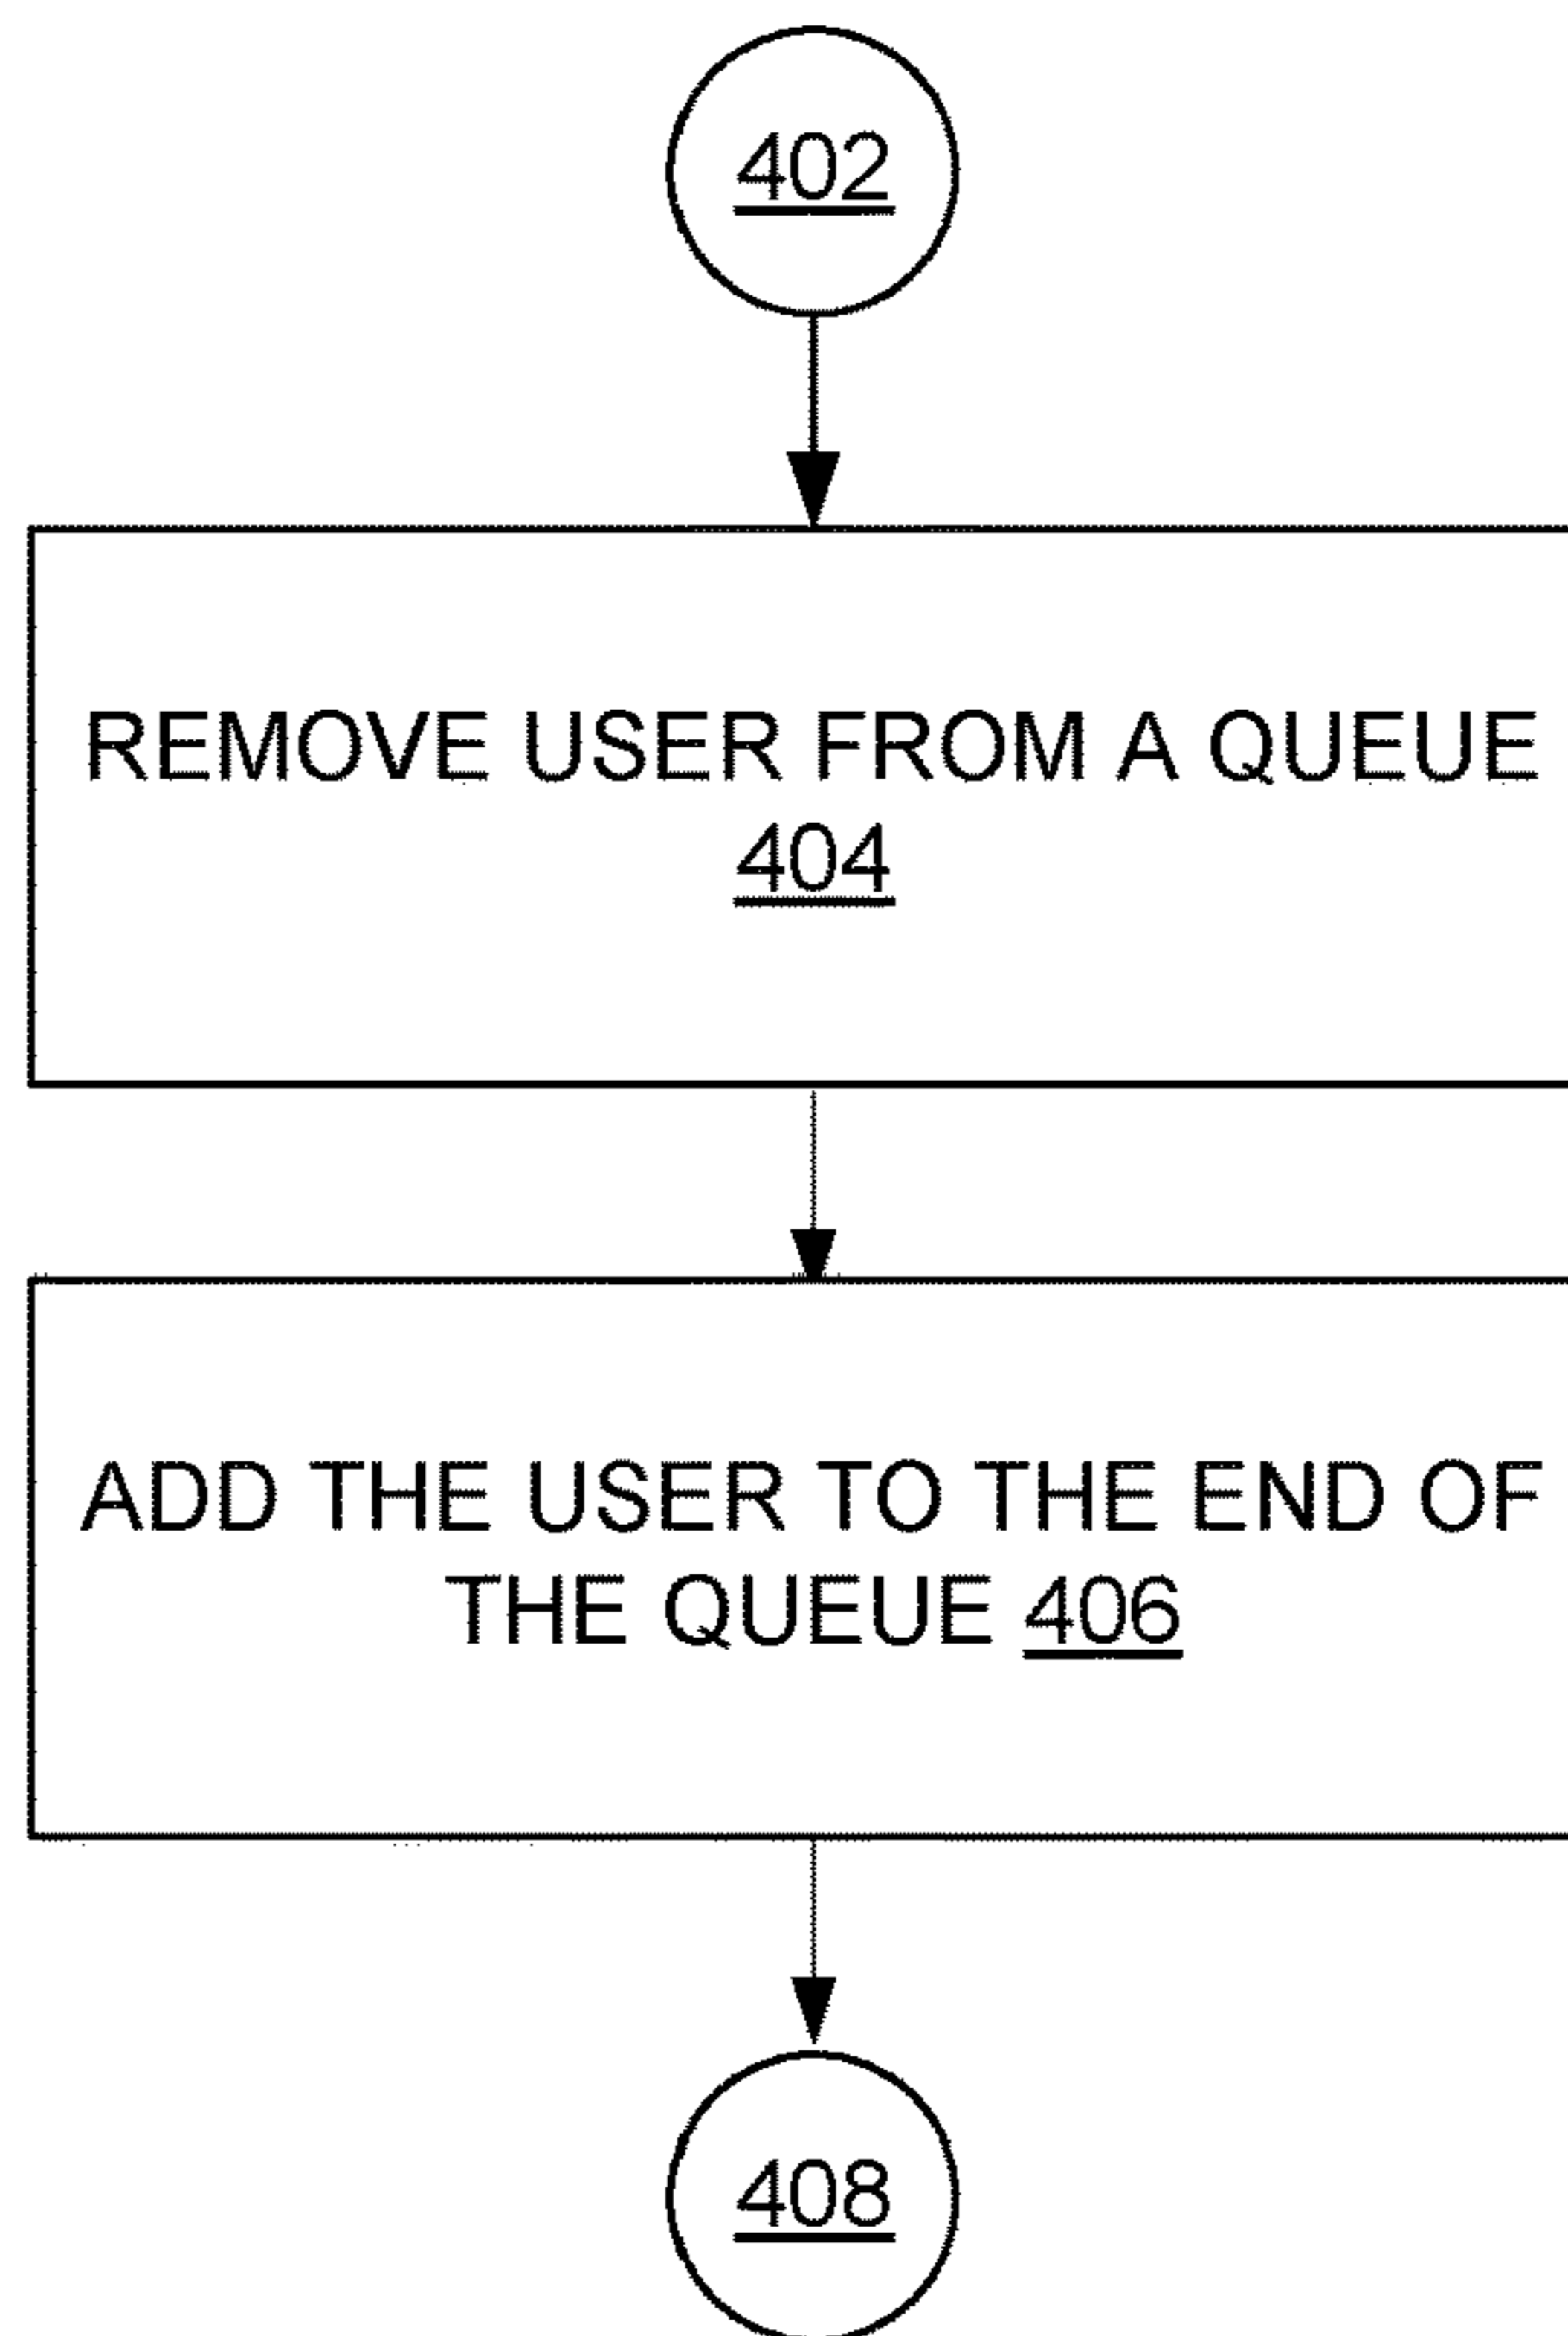 402
REMOVE USER FROM A QUEUE
404
ADD THE USER TO THE END OF
THE QUEUE 406
408